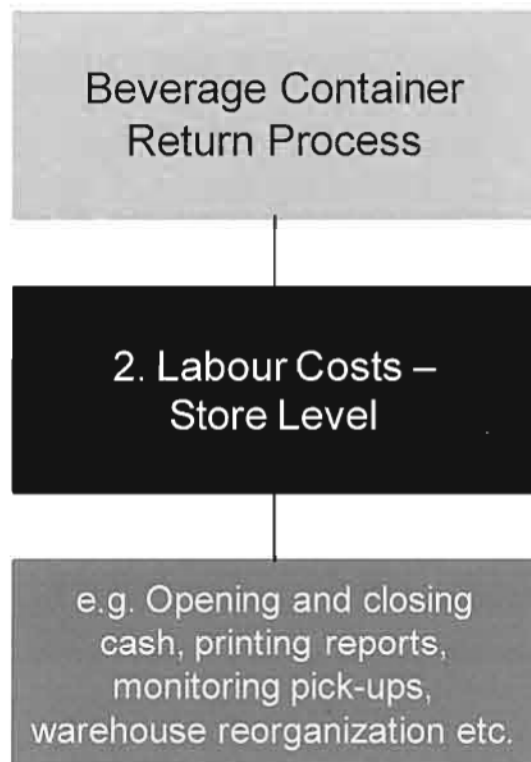 Beverage Container
Return Process
2. Labour Costs –
Store Level
e.g. Opening and closing
cash, printing reports,
monitoring pick-ups,
warehouse reorganization etc.